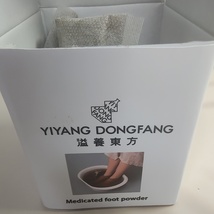 YIYANG DONGFANG
溢養東方
Medicated foot powder